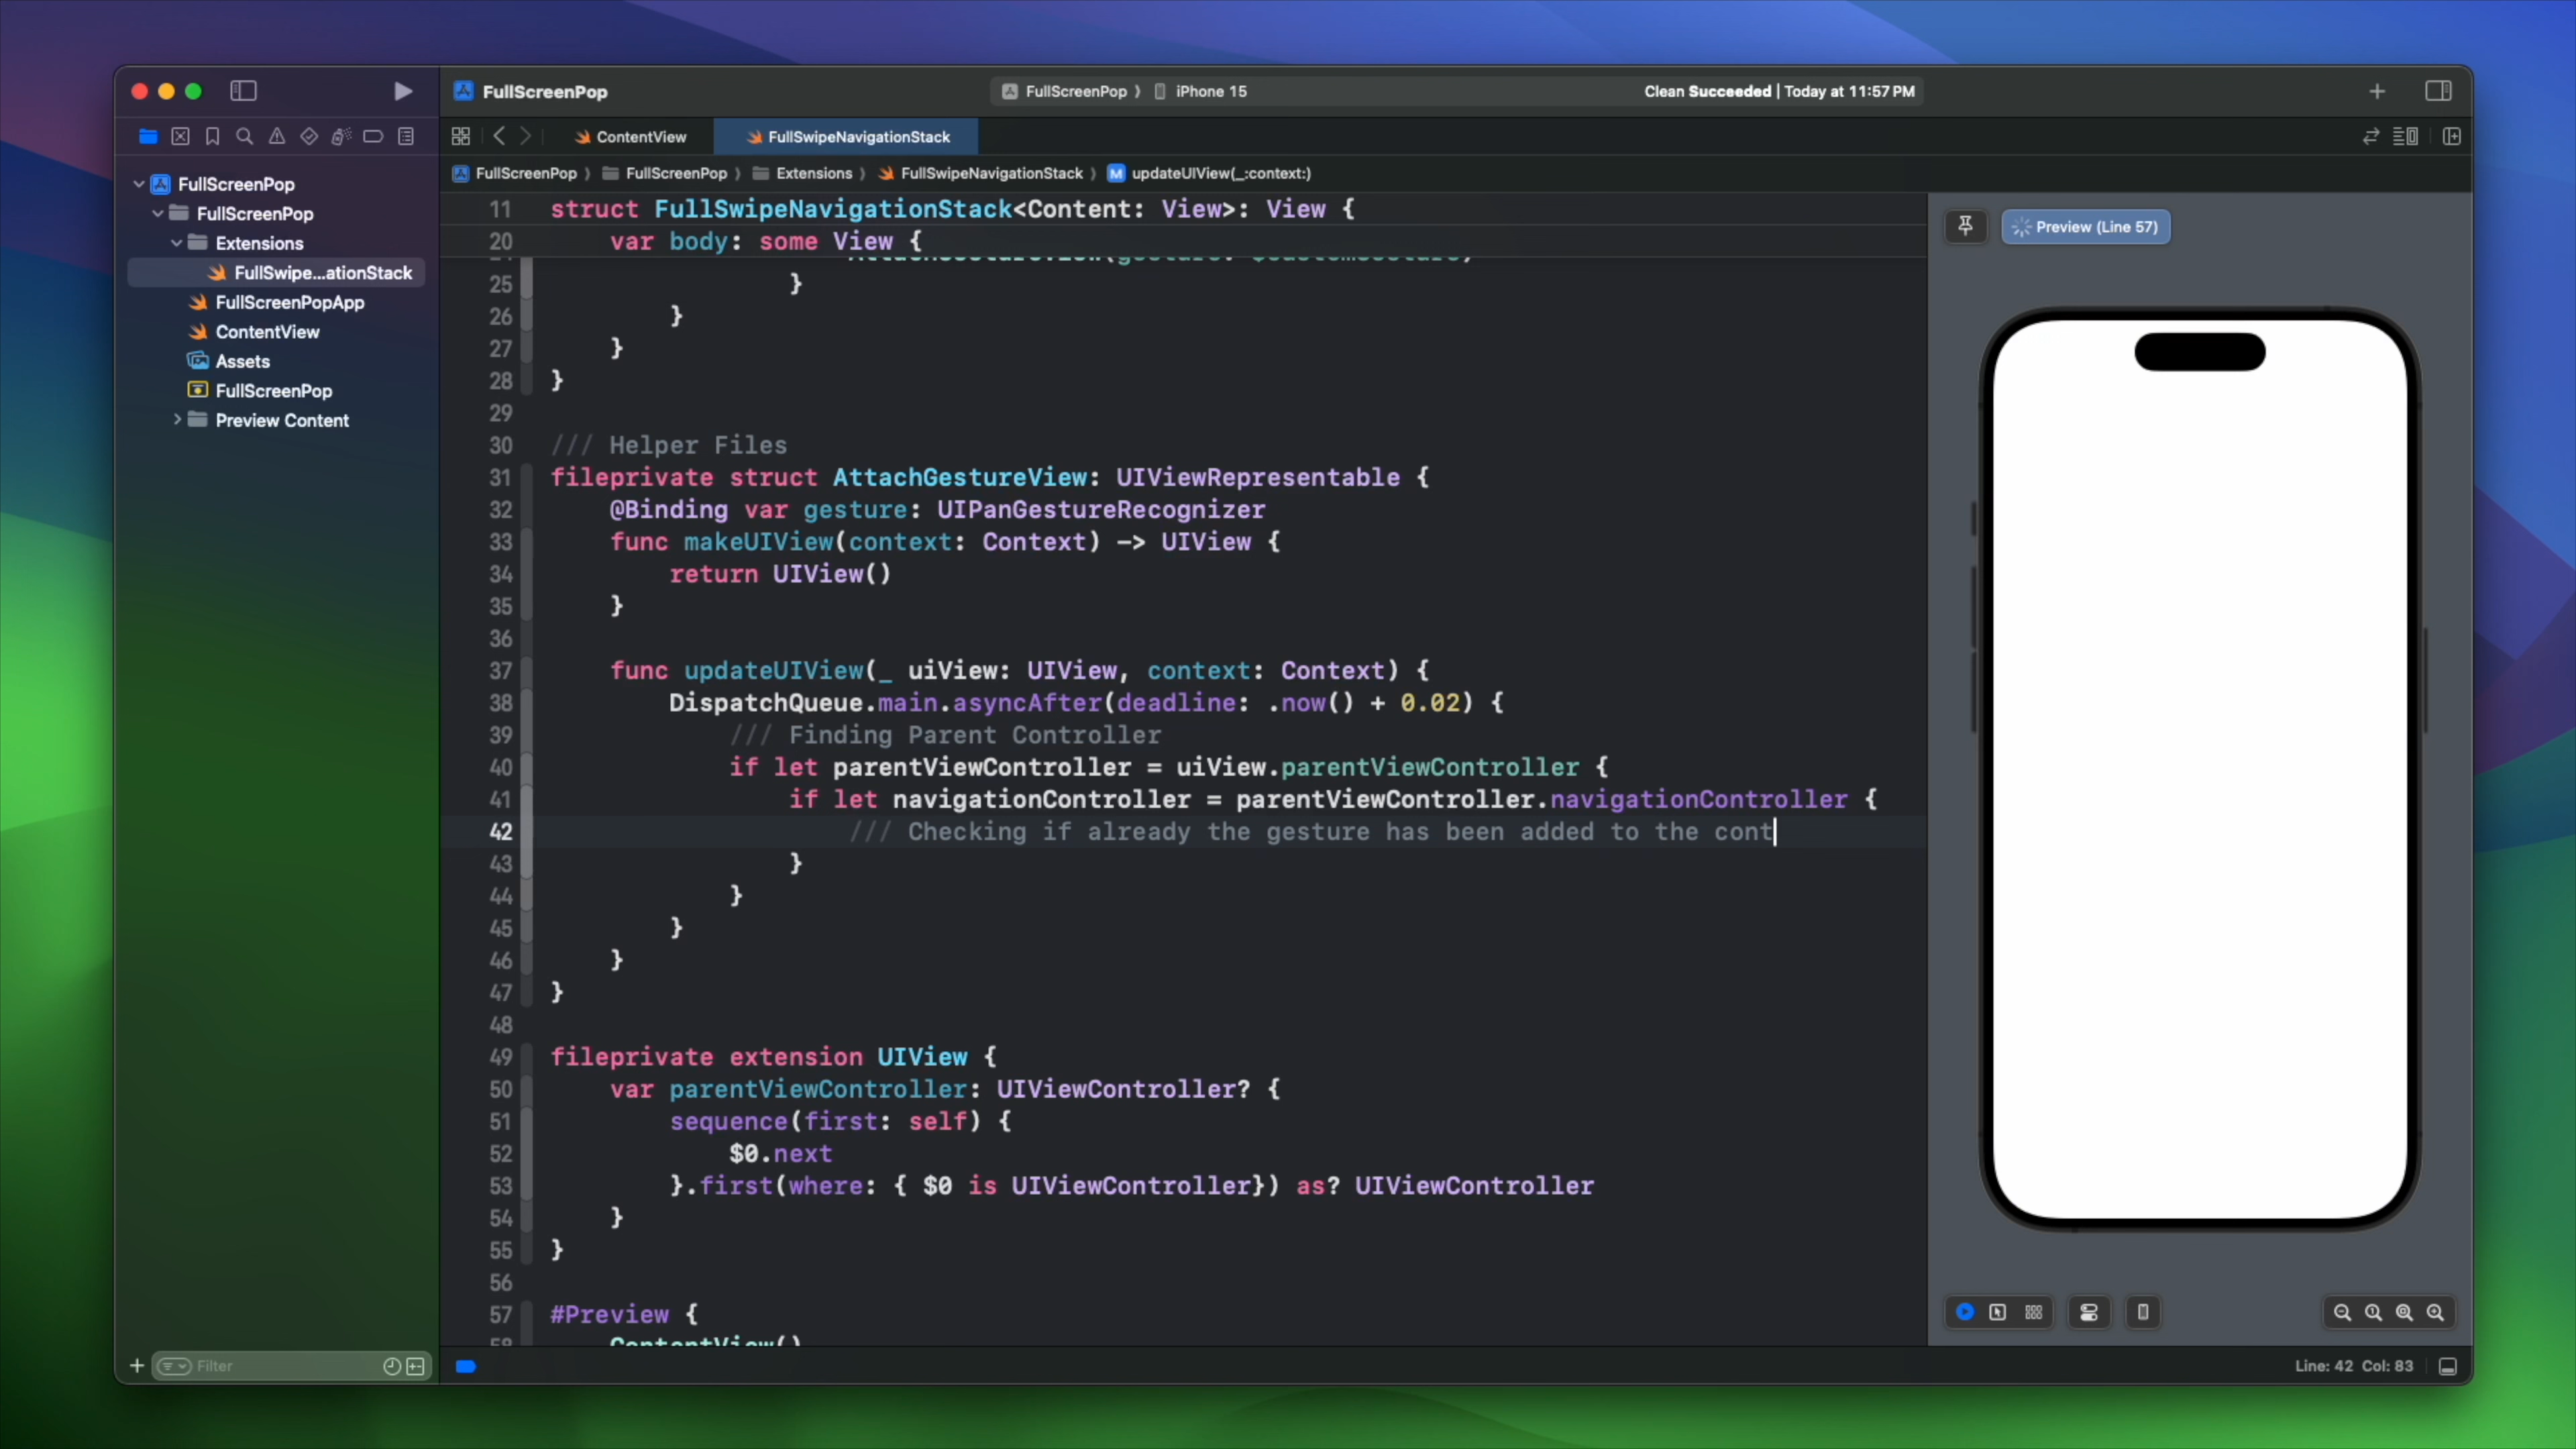 FullScreenPop
FullScreenPop
iPhone 15
Clean Succeeded | Today at 11:57 PM
ContentView
FullSwipeNavigationStack
FullScreenPop
FullScreenPop
Extensions
FullSwipeNavigationStack
M updateUIView(_:context:)
FullScreenPop
FullScreenPop
Extensions
FullSwipe...ationStack
FullScreenPopApp
ContentView
Assets
FullScreenPop
Preview Content
11 struct FullSwipeNavigationStack<Content: View>: View {
20 var body: some View {
25 }
26 }
27 }
28 }
29
30 /// Helper Files
31 fileprivate struct AttachGestureView: UIViewRepresentable {
32 @Binding var gesture: UIPanGestureRecognizer
33 func makeUIView(context: Context) -> UIView {
34 return UIView()
35 }
36
37 func updateUIView(_ uiView: UIView, context: Context) {
38 DispatchQueue.main.asyncAfter(deadline: .now() + 0.02) {
39 /// Finding Parent Controller
40 if let parentViewController = uiView.parentViewController {
41 if let navigationController = parentViewController.navigationController {
42 /// Checking if already the gesture has been added to the cont
43 }
44 }
45 }
46 }
47 }
48
49 fileprivate extension UIView {
50 var parentViewController: UIViewController? {
51 sequence(first: self) {
52 $0.next
53 }.first(where: { $0 is UIViewController}) as? UIViewController
54 }
55 }
56
57 #Preview {
58 ContentView()
Preview (Line 57)
Filter
Line: 42 Col: 83